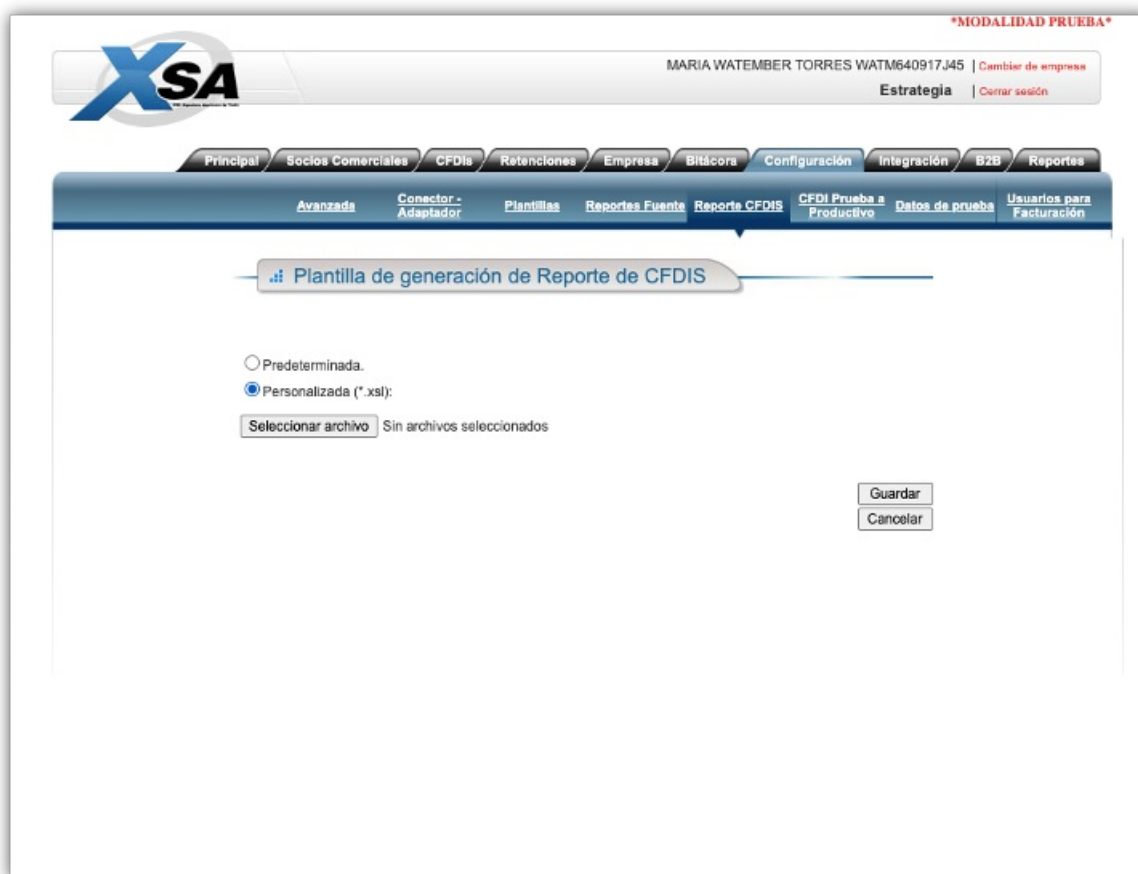 *MODALIDAD PRUEBA*
XSA
MARIA WATEMBER TORRES WATM640917J45 | Cambiar de empresa
Estrategia | Cerrar sesión
Principal Socios Comerciales CFDIs Retenciones Empresa Bitácora Configuración Integración B2B Reportes
Avanzada Conector - Adaptador Plantillas Reportes Fuente Reporte CFDIS CFDI Prueba a Productivo Datos de prueba Usuarios para Facturación
Plantilla de generación de Reporte de CFDIS
Predeterminada.
Personalizada (*.xsl):
Seleccionar archivo Sin archivos seleccionados
Guardar
Cancelar